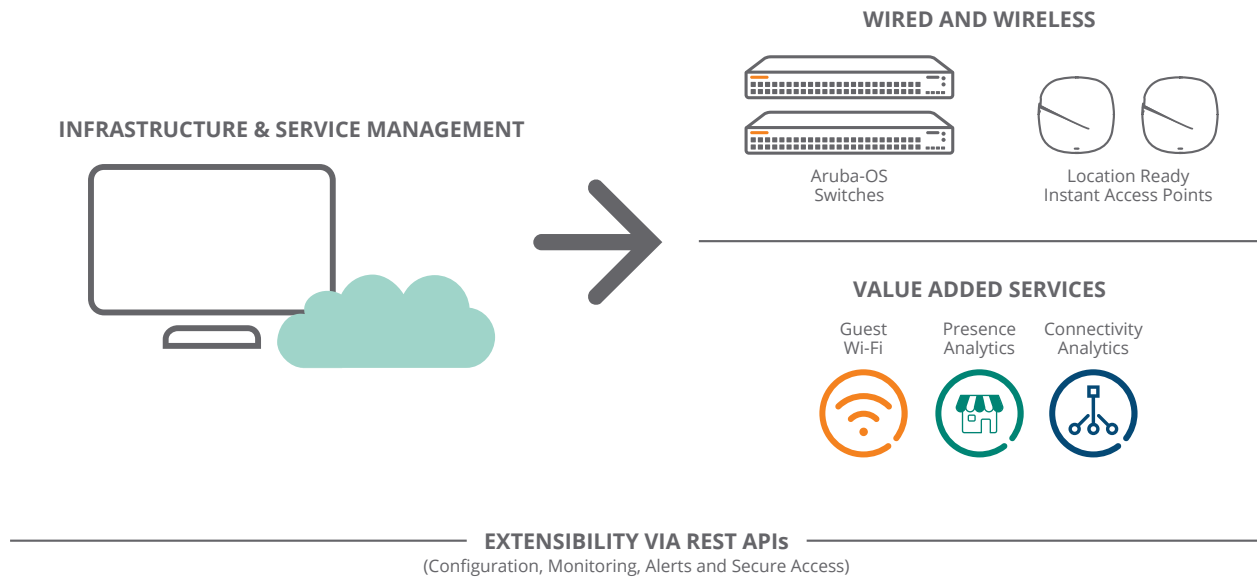 WIRED AND WIRELESS
INFRASTRUCTURE & SERVICE MANAGEMENT
Aruba-OS
Switches
Location Ready
Instant Access Points
VALUE ADDED SERVICES
Guest
Wi-Fi
Presence
Analytics
Connectivity
Analytics
EXTENSIBILITY VIA REST APIs
(Configuration, Monitoring, Alerts and Secure Access)